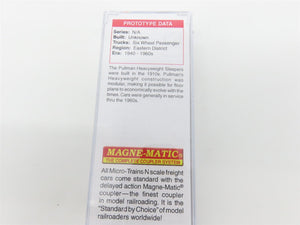 PROTOTYPE DATA
Series: N/A
Built: Unknown
Trucks: Six Wheel Passenger
Region: Eastern District
Era: 1940 - 1960s
The Pullman Heavyweight Sleepers
were built in the 1910s. Pullman's
Heavyweight construction was
modular, making it possible for floor
plans to economically evolve with the
times. Cars were generally in service
thru the 1960s.
MAGNE-MATIC®
THE COMPLETE COUPLER SYSTEM
All Micro-Trains N scale freight
cars come standard with the
delayed action Magne-Matic®
coupler—the finest coupler
in model railroading. It is the
"Standard by Choice" of model
railroaders worldwide!